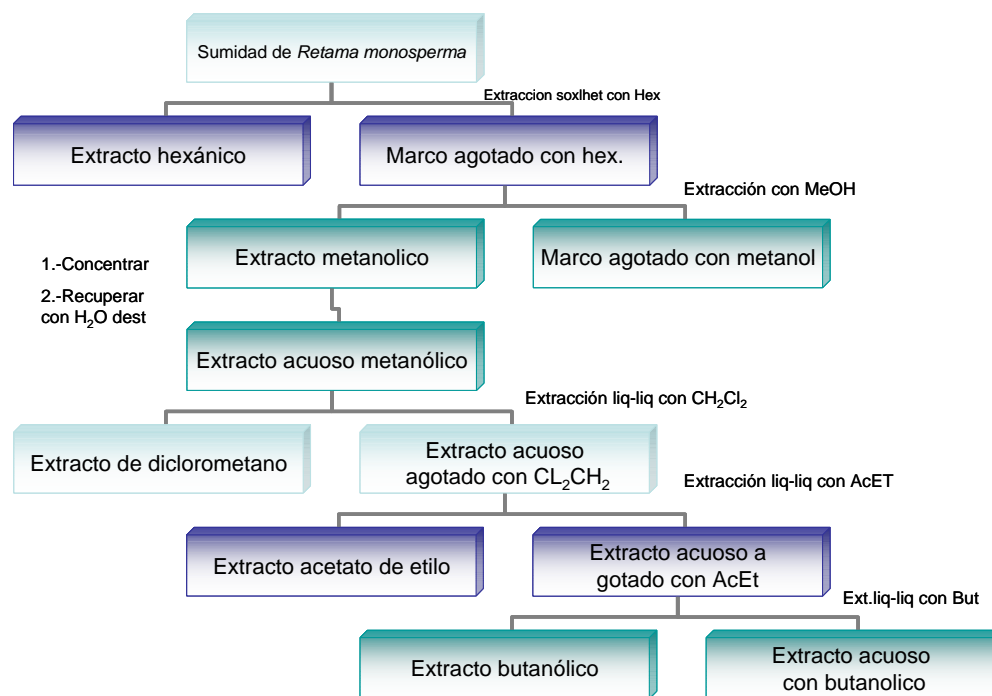 Sumidad de Retama monosperma
Extraccion soxlhet con Hex
Extracto hexánico
Marco agotado con hex.
Extracción con MeOH
Extracto metanolico
Marco agotado con metanol
1.-Concentrar
2.-Recuperar
con H₂O dest
Extracto acuoso metanólico
Extracción liq-liq con CH₂Cl₂
Extracto de diclorometano
Extracto acuoso
agotado con CL₂CH₂
Extracción liq-liq con AcET
Extracto acetato de etilo
Extracto acuoso a
gotado con AcEt
Ext.liq-liq con But
Extracto butanólico
Extracto acuoso
con butanolico